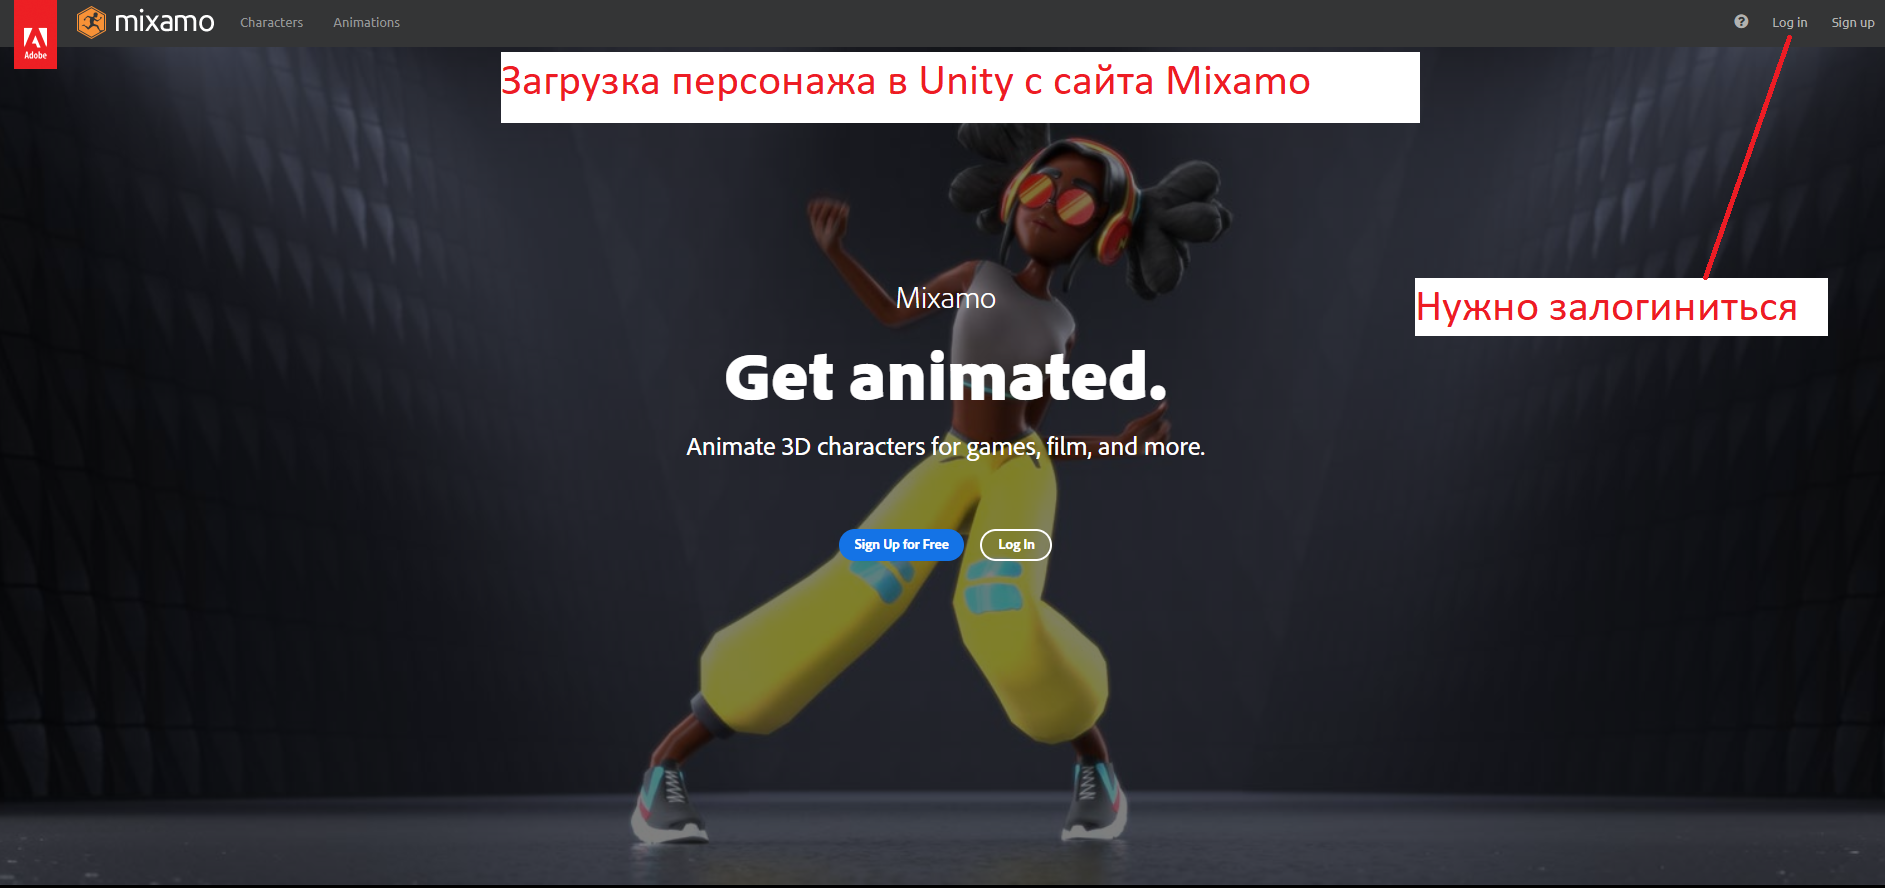 Adobe
mixamo Characters Animations Log in Sign up
Загрузка персонажа в Unity с сайта Mixamo
Нужно залогиниться
Mixamo
Get animated.
Animate 3D characters for games, film, and more.
Sign Up for Free Log In